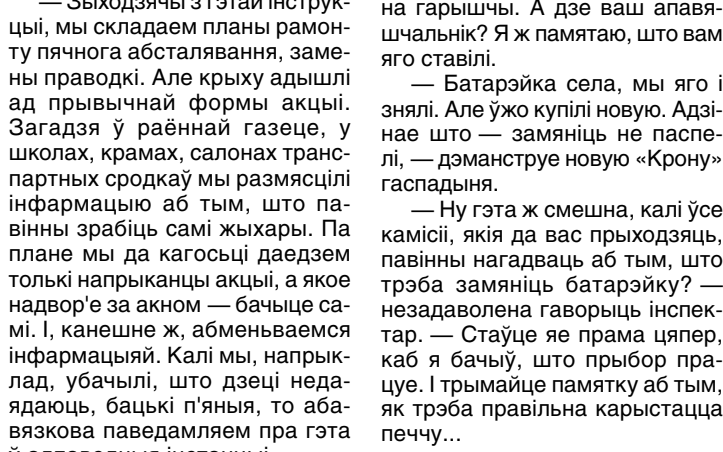 — Зыходзячы з гэтай інструк-
цыі, мы складаем планы рамон-
ту пячнога абсталявання, заме-
ны праводкі. Але крыху адышлі
ад прывычнай формы акцыі.
Загадзя ў раённай газеце, у
школах, крамах, салонах транс-
партных сродкаў мы размясцілі
інфармацыю аб тым, што па-
вінны зрабіць самі жыхары. Па
плане мы да кагосьці даедзем
толькі напрыканцы акцыі, а якое
надвор'е за акном — бачыце са-
мі. І, канешне ж, абменьваемся
інфармацыяй. Калі мы, напрык-
лад, убачылі, што дзеці неда-
ядаюць, бацькі п'яныя, то аба-
вязкова паведамляем пра гэта
ў адпаведныя інстанцыі.
на гарышчы. А дзе ваш апавя-
шчальнік? Я ж памятаю, што вам
яго ставілі.
— Батарэйка села, мы яго і
знялі. Але ўжо купілі новую. Адзі-
нае што — замяніць не паспе-
лі, — дэманструе новую «Крону»
гаспадыня.
— Ну гэта ж смешна, калі ўсе
камісіі, якія да вас прыходзяць,
павінны нагадваць аб тым, што
трэба замяніць батарэйку? —
незадаволена гаворыць інспек-
тар. — Стаўце яе прама цяпер,
каб я бачыў, што прыбор пра-
цуе. І трымайце памятку аб тым,
як трэба правільна карыстацца
печчу...